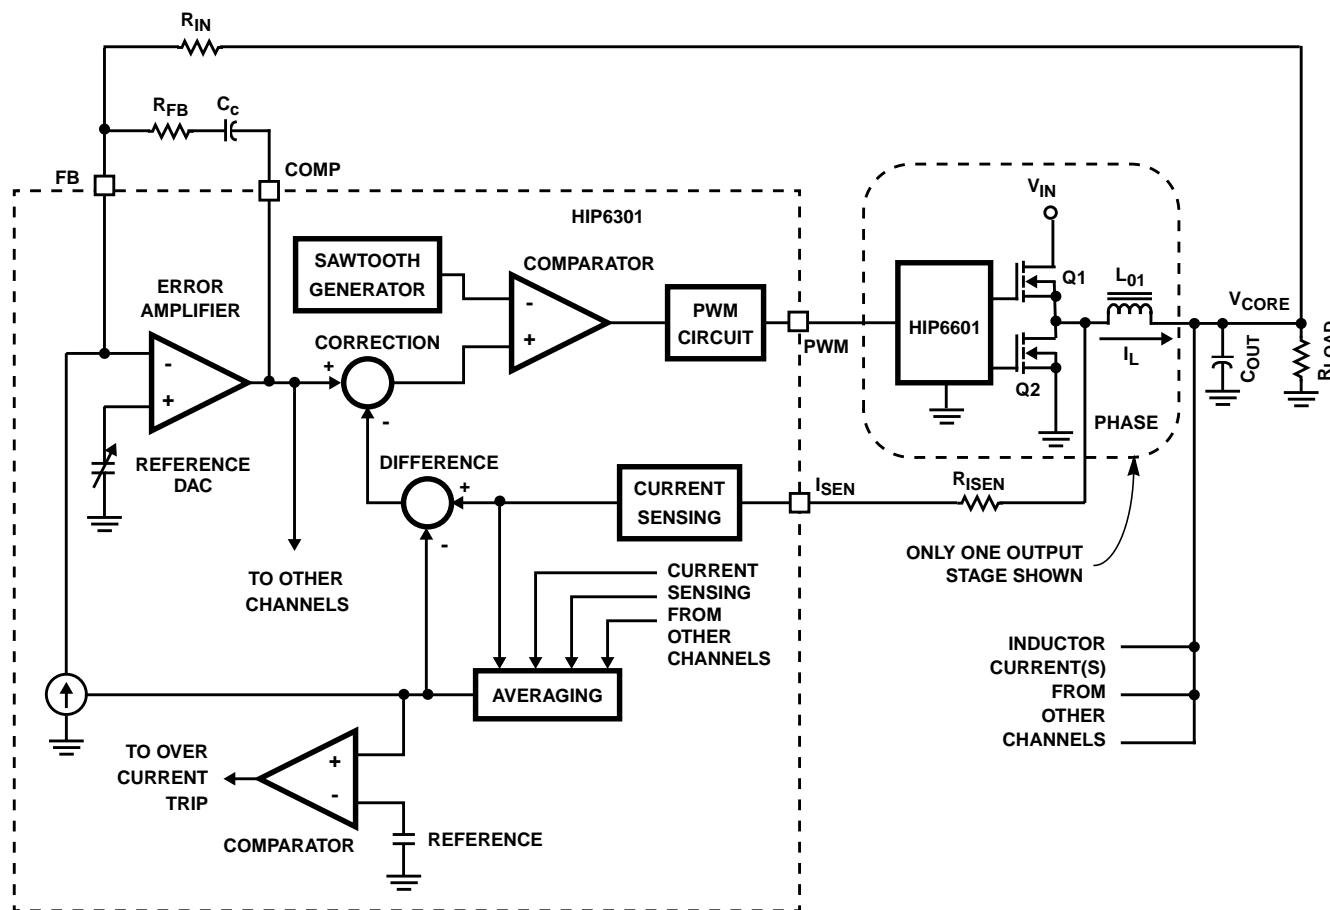 R_IN
R_FB
C_c
FB
COMP
HIP6301
V_IN
SAWTOOTH
GENERATOR
COMPARATOR
-
+
PWM
CIRCUIT
PWM
HIP6601
Q1
Q2
L_01
I_L
V_CORE
C_OUT
R_LOAD
PHASE
ERROR
AMPLIFIER
-
+
CORRECTION
+
-
REFERENCE
DAC
DIFFERENCE
+
-
CURRENT
SENSING
I_SEN
R_ISEN
ONLY ONE OUTPUT
STAGE SHOWN
TO OTHER
CHANNELS
CURRENT
SENSING
FROM
OTHER
CHANNELS
AVERAGING
INDUCTOR
CURRENT(S)
FROM
OTHER
CHANNELS
TO OVER
CURRENT
TRIP
+
-
COMPARATOR
REFERENCE